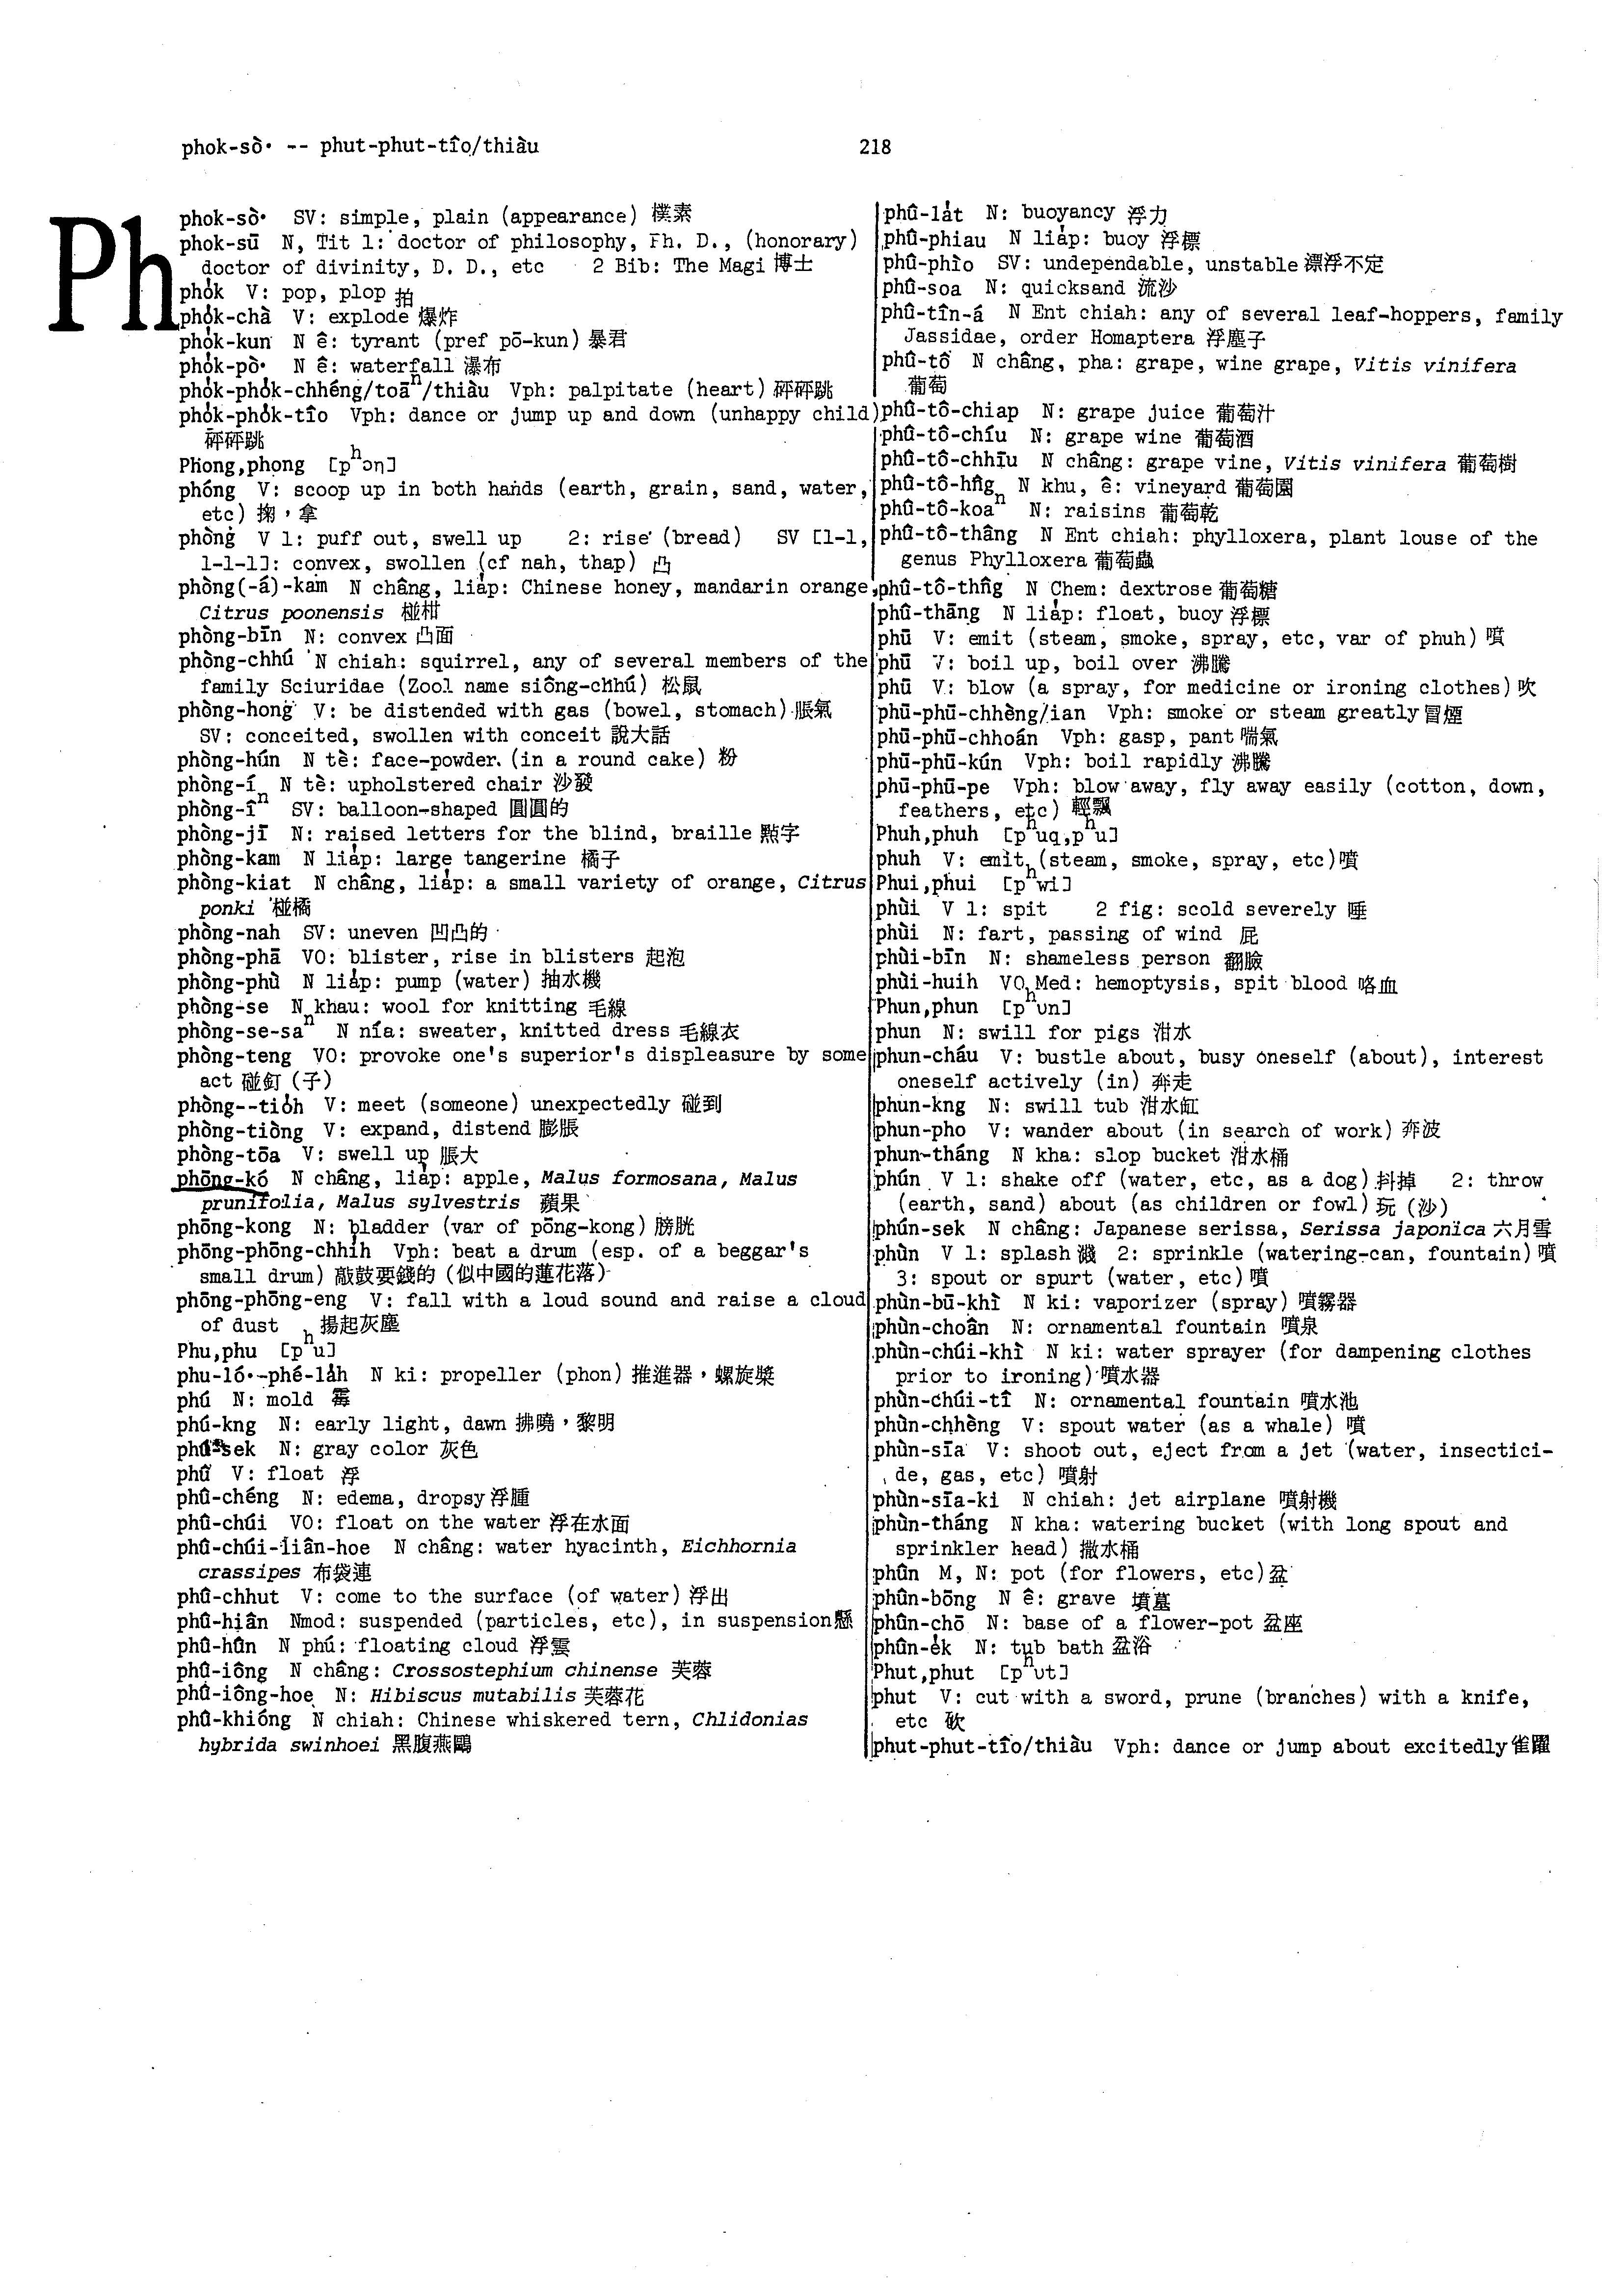 phok-sò· -- phut-phut-tîo/thiàu
218
Ph
phok-sò· SV: simple, plain (appearance) 樸素
phok-sū N, Tit 1: doctor of philosophy, Ph. D., (honorary)
doctor of divinity, D. D., etc 2 Bib: The Magi 博士
pho̍k V: pop, plop 拍
pho̍k-chà V: explode 爆炸
pho̍k-kun N ê: tyrant (pref pō-kun) 暴君
pho̍k-pò· N ê: waterfall 瀑布
pho̍k-pho̍k-chhéng/toāⁿ/thiàu Vph: palpitate (heart) 砰砰跳
pho̍k-pho̍k-tîo Vph: dance or jump up and down (unhappy child)
砰砰跳
Phong,phong [pʰɔŋ]
phóng V: scoop up in both hands (earth, grain, sand, water,
etc) 掬，拿
phòng V 1: puff out, swell up 2: rise (bread) SV [1-1,
1-1-1]: convex, swollen (cf nah, thap) 凸
phòng(-á)-kam N châng, lia̍p: Chinese honey, mandarin orange,
Citrus poonensis 椪柑
phòng-bīn N: convex 凸面
phòng-chhú N chiah: squirrel, any of several members of the
family Sciuridae (Zool name siông-chhú) 松鼠
phòng-hong V: be distended with gas (bowel, stomach) 脹氣
SV: conceited, swollen with conceit 說大話
phòng-hún N tè: face-powder (in a round cake) 粉
phòng-í N tè: upholstered chair 沙發
phòng-îⁿ SV: balloon-shaped 圓圓的
phòng-jī N: raised letters for the blind, braille 點字
phòng-kam N lia̍p: large tangerine 橘子
phòng-kiat N châng, lia̍p: a small variety of orange, Citrus
ponki 椪橘
phòng-nah SV: uneven 凹凸的
phòng-phā VO: blister, rise in blisters 起泡
phòng-phù N lia̍p: pump (water) 抽水機
phòng-se N khau: wool for knitting 毛線
phòng-se-saⁿ N nía: sweater, knitted dress 毛線衣
phòng-teng VO: provoke one's superior's displeasure by some
act 碰釘(子)
phòng--tio̍h V: meet (someone) unexpectedly 碰到
phòng-tiòng V: expand, distend 膨脹
phòng-tōa V: swell up 脹大
phōng-kó N châng, lia̍p: apple, Malus formosana, Malus
prunifolia, Malus sylvestris 蘋果
phōng-kong N: bladder (var of pōng-kong) 膀胱
phōng-phōng-chhi̍h Vph: beat a drum (esp. of a beggar's
small drum) 敲鼓要錢的 (似中國的蓮花落)
phōng-phōng-eng V: fall with a loud sound and raise a cloud
of dust 揚起灰塵
Phu,phu [pʰu]
phu-ló·-phé-la̍h N ki: propeller (phon) 推進器，螺旋槳
phú N: mold 霉
phú-kng N: early light, dawn 拂曉，黎明
phú-sek N: gray color 灰色
phû V: float 浮
phû-chéng N: edema, dropsy 浮腫
phû-chúi VO: float on the water 浮在水面
phû-chúi-liân-hoe N châng: water hyacinth, Eichhornia
crassipes 布袋連
phû-chhut V: come to the surface (of water) 浮出
phû-hiân Nmod: suspended (particles, etc), in suspension懸
phû-hûn N phú: floating cloud 浮雲
phû-iông N châng: Crossostephium chinense 芙蓉
phû-iông-hoe N: Hibiscus mutabilis 芙蓉花
phû-khióng N chiah: Chinese whiskered tern, Chlidonias
hybrida swinhoei 黑腹燕鷗
phû-la̍t N: buoyancy 浮力
phû-phiau N lia̍p: buoy 浮標
phû-phìo SV: undependable, unstable 漂浮不定
phû-soa N: quicksand 流沙
phû-tîn-á N Ent chiah: any of several leaf-hoppers, family
Jassidae, order Homaptera 浮塵子
phû-tô N châng, pha: grape, wine grape, Vitis vinifera
葡萄
phû-tô-chiap N: grape juice 葡萄汁
phû-tô-chíu N: grape wine 葡萄酒
phû-tô-chhīu N châng: grape vine, Vitis vinifera 葡萄樹
phû-tô-hn̂g N khu, ê: vineyard 葡萄園
phû-tô-koaⁿ N: raisins 葡萄乾
phû-tô-thâng N Ent chiah: phylloxera, plant louse of the
genus Phylloxera 葡萄蟲
phû-tô-thn̂g N Chem: dextrose 葡萄糖
phû-thāng N lia̍p: float, buoy 浮標
phū V: emit (steam, smoke, spray, etc, var of phuh) 噴
phū V: boil up, boil over 沸騰
phū V: blow (a spray, for medicine or ironing clothes) 吹
phū-phū-chhèng/ian Vph: smoke or steam greatly 冒煙
phū-phū-chhoán Vph: gasp, pant 喘氣
phū-phū-kún Vph: boil rapidly 沸騰
phū-phū-pe Vph: blow away, fly away easily (cotton, down,
feathers, etc) 輕飄
Phuh,phuh [pʰuq,pʰu]
phuh V: emit (steam, smoke, spray, etc) 噴
Phui,phui [pʰwi]
phùi V 1: spit 2 fig: scold severely 唾
phùi N: fart, passing of wind 屁
phùi-bīn N: shameless person 翻臉
phùi-huih VO Med: hemoptysis, spit blood 咯血
Phun,phun [pʰun]
phun N: swill for pigs 泔水
phun-cháu V: bustle about, busy oneself (about), interest
oneself actively (in) 奔走
phun-kng N: swill tub 泔水缸
phun-pho V: wander about (in search of work) 奔波
phun-tháng N kha: slop bucket 泔水桶
phún V 1: shake off (water, etc, as a dog) 抖掉 2: throw
(earth, sand) about (as children or fowl) 玩(沙)
phún-sek N châng: Japanese serissa, Serissa japonica 六月雪
phùn V 1: splash 濺 2: sprinkle (watering-can, fountain) 噴
3: spout or spurt (water, etc) 噴
phùn-bū-khì N ki: vaporizer (spray) 噴霧器
phùn-choân N: ornamental fountain 噴泉
phùn-chúi-khì N ki: water sprayer (for dampening clothes
prior to ironing) 噴水器
phùn-chúi-tî N: ornamental fountain 噴水池
phùn-chhèng V: spout water (as a whale) 噴
phùn-sīa V: shoot out, eject from a jet (water, insectici-
de, gas, etc) 噴射
phùn-sīa-ki N chiah: jet airplane 噴射機
phùn-tháng N kha: watering bucket (with long spout and
sprinkler head) 撒水桶
phûn M, N: pot (for flowers, etc) 盆
phûn-bōng N ê: grave 墳墓
phûn-chō N: base of a flower-pot 盆座
phûn-e̍k N: tub bath 盆浴
Phut,phut [pʰut]
phut V: cut with a sword, prune (branches) with a knife,
etc 砍
phut-phut-tîo/thiàu Vph: dance or jump about excitedly 雀躍